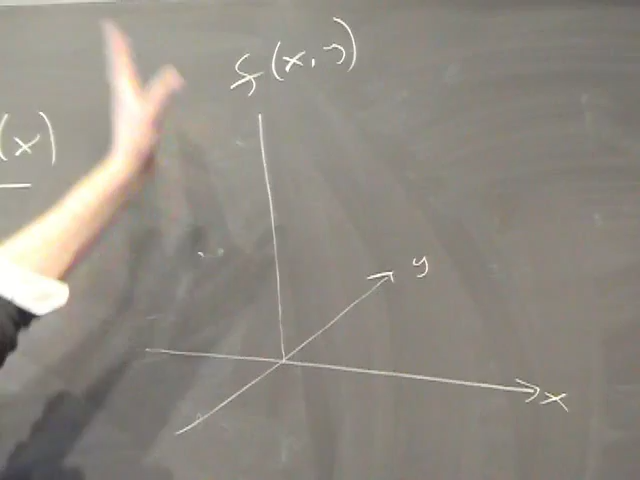 f(x, y)
(x)
y
x